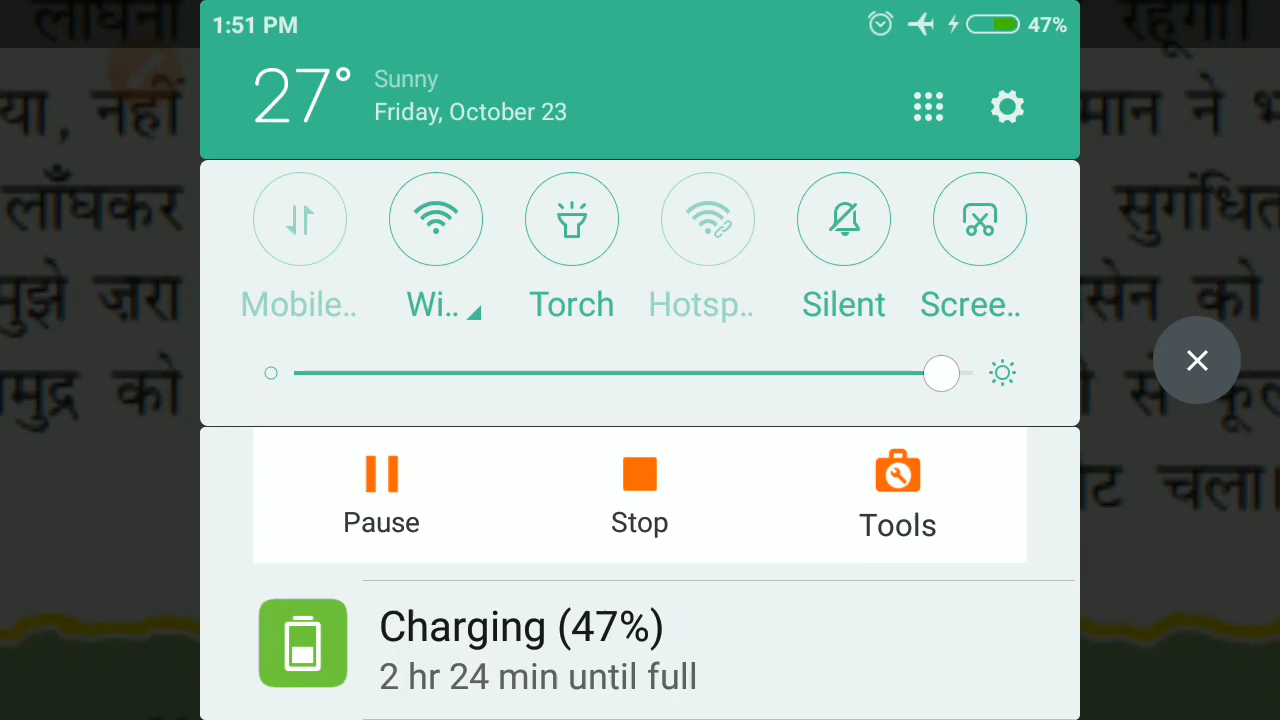 1:51 PM
47%
27°
Sunny
Friday, October 23
Mobile..
Wi..
Torch
Hotsp..
Silent
Scree..
Pause
Stop
Tools
Charging (47%)
2 hr 24 min until full
लाँघना
रहूँगा।
या, नहीं
मान ने
लाँघकर
सुगंधित
मुझे ज़रा
सेन को
को
चला।